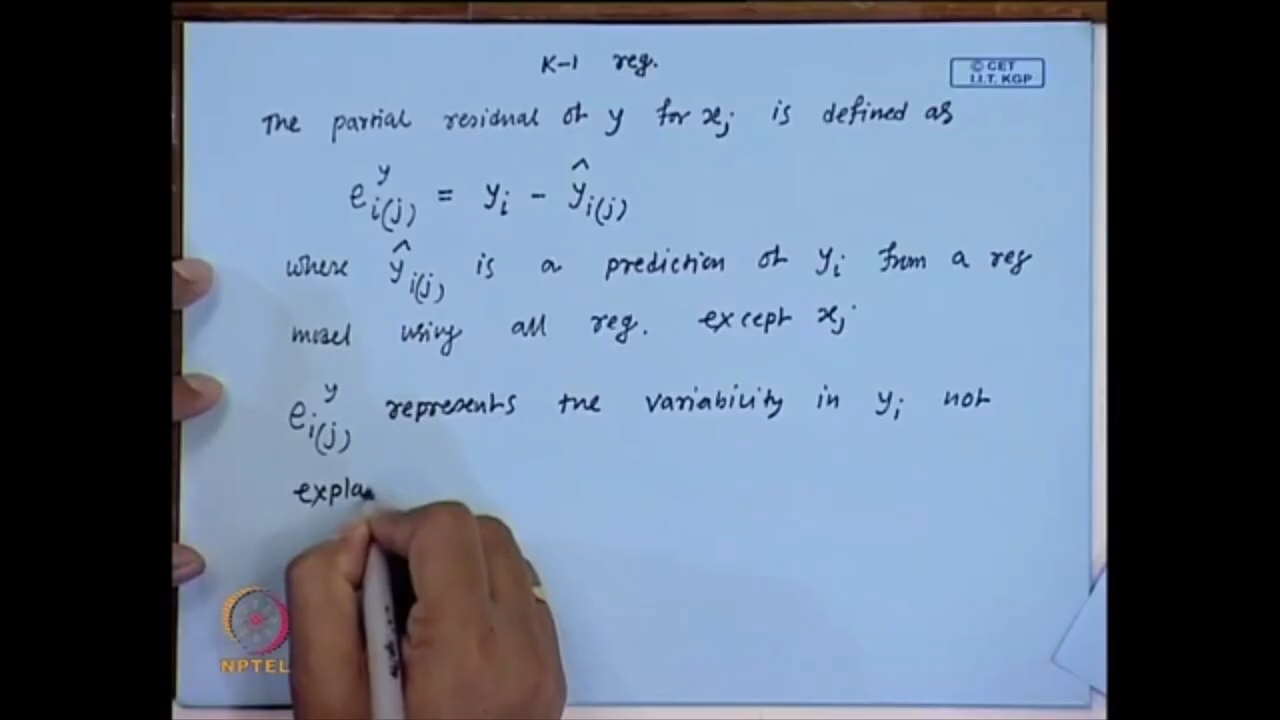 K-1 reg.
© CET
I.I.T. KGP
The partial residual of y for xj is defined as
e^y_i(j) = yi - ŷi(j)
where ŷi(j) is a prediction of yi from a reg
model using all reg. except xj.
e^y_i(j) represents the variability in yi not
expla
NPTEL